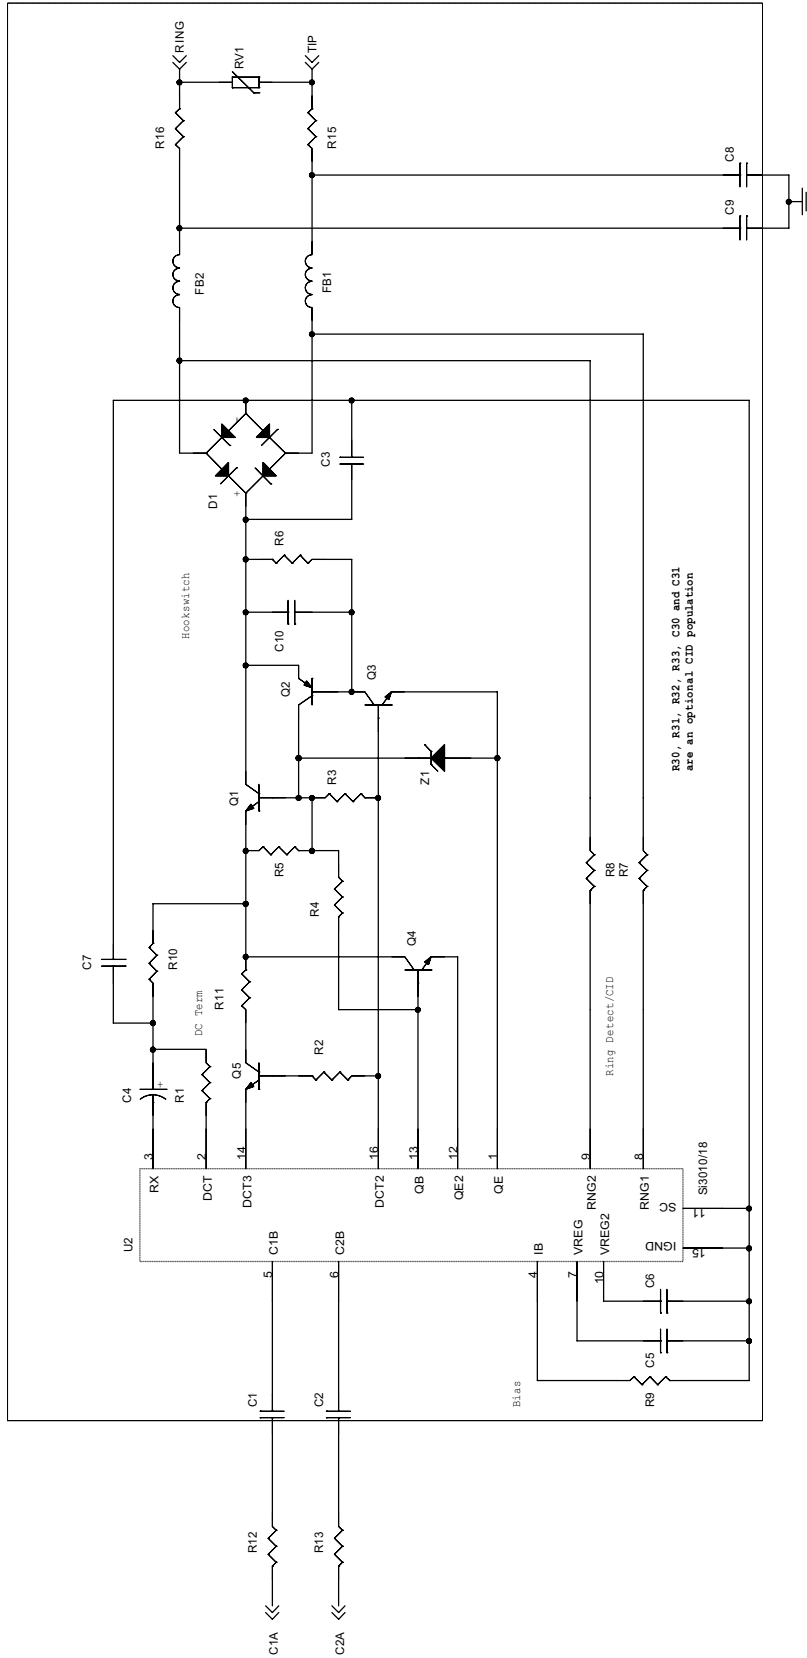 RING
RV1
TIP
R16
R15
C8
C9
FB2
FB1
D1
+
-
C3
Hookswitch
R6
C10
Q2
Q3
R30, R31, R32, R33, C30 and C31
are an optional CID population
Z1
Q1
R3
R5
R4
R8
R7
C7
R10
R11
DC Term
Q4
Ring Detect/CID
C4
+
R1
Q5
R2
3
2
14
16
13
12
1
9
8
RX
DCT
DCT3
DCT2
QB
QE2
QE
RNG2
RNG1
SC
11
Si3010/18
U2
C1B
C2B
IB
VREG
VREG2
IGND
15
5
6
4
7
10
C6
C5
R9
Bias
C1
C2
R12
R13
C1A
C2A